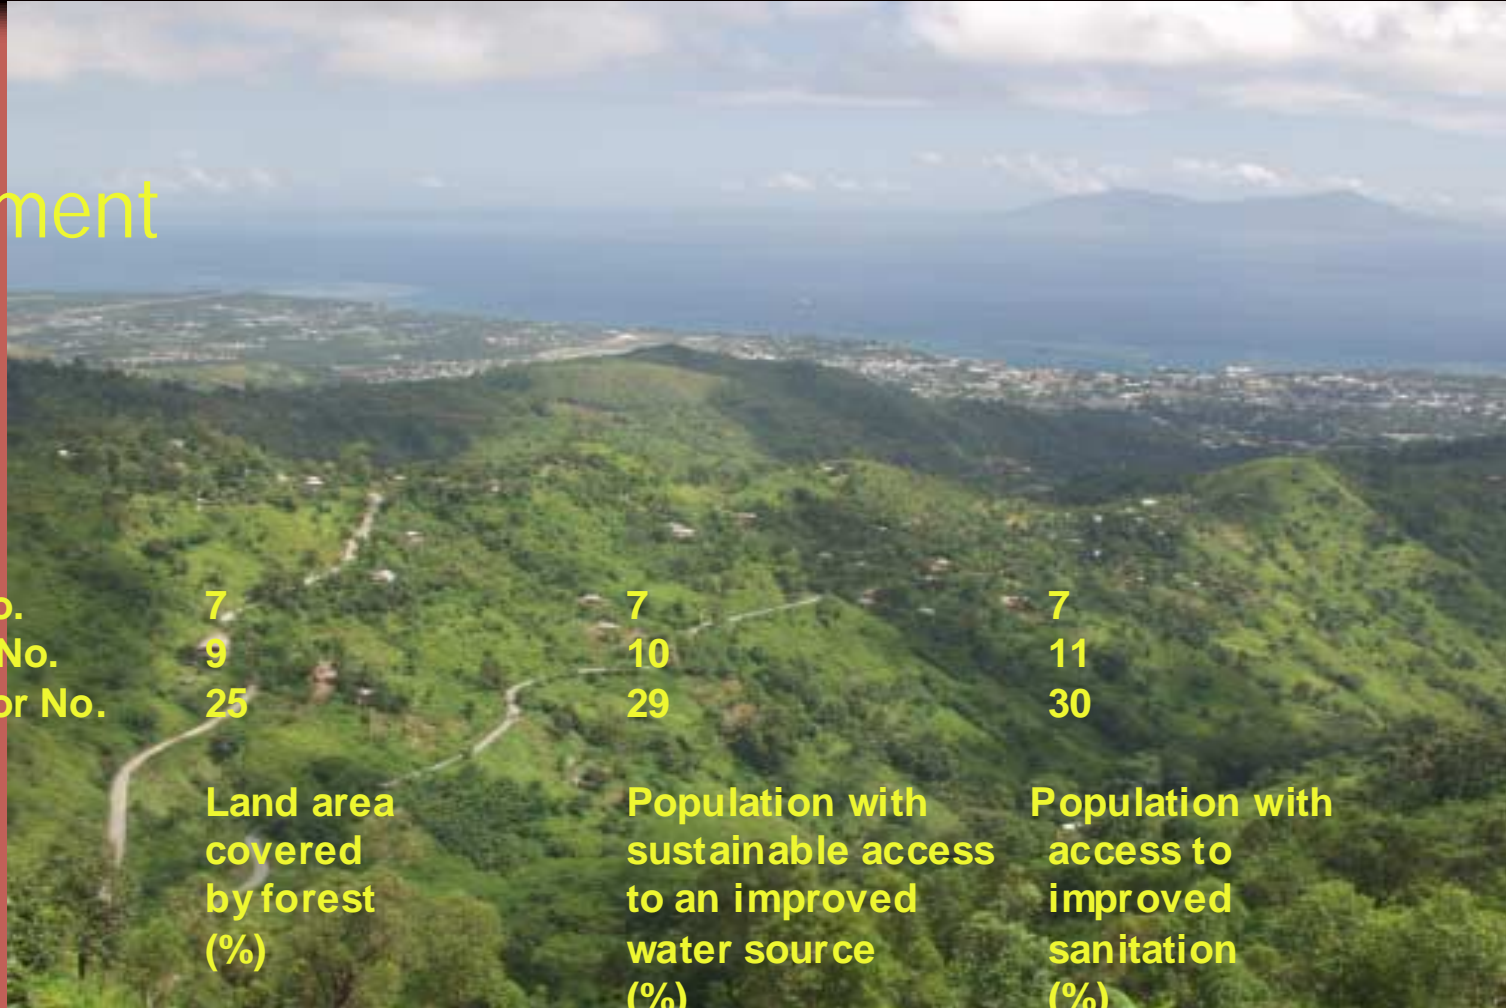 ment
o. 7 7 7
No. 9 10 11
or No. 25 29 30
Land area Population with Population with
covered sustainable access access to
by forest to an improved improved
(%) water source sanitation
(%) (%)